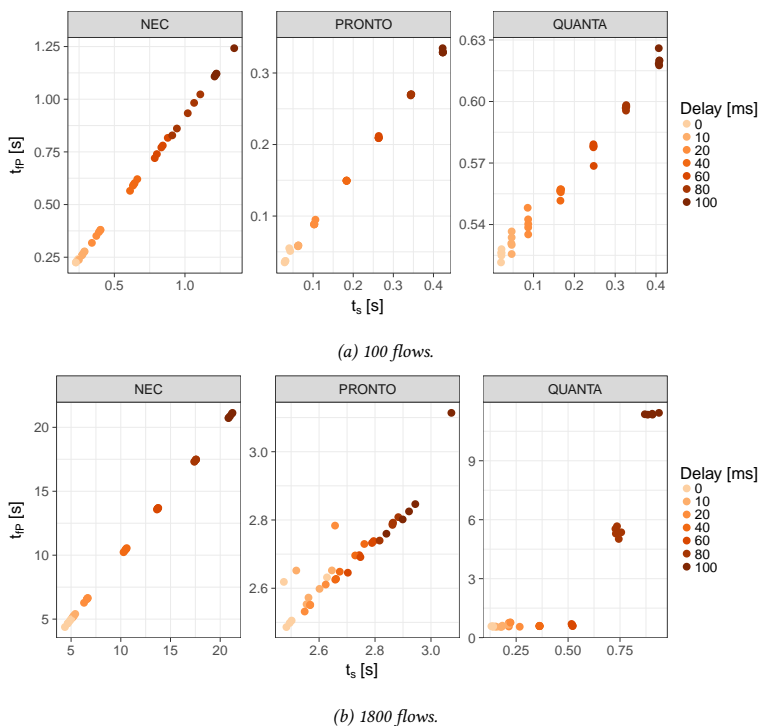 NEC PRONTO QUANTA
1.25 1.00 0.75 0.50 0.25
0.3 0.2 0.1
0.63 0.60 0.57 0.54
t_fP [s]
0.5 1.0
0.1 0.2 0.3 0.4
0.1 0.2 0.3 0.4
t_s [s]
Delay [ms]
0
10
20
40
60
80
100
(a) 100 flows.
NEC PRONTO QUANTA
20 15 10 5
3.0 2.8 2.6
9 6 3 0
t_fP [s]
5 10 15 20
2.6 2.8 3.0
0.25 0.50 0.75
t_s [s]
Delay [ms]
0
10
20
40
60
80
100
(b) 1800 flows.